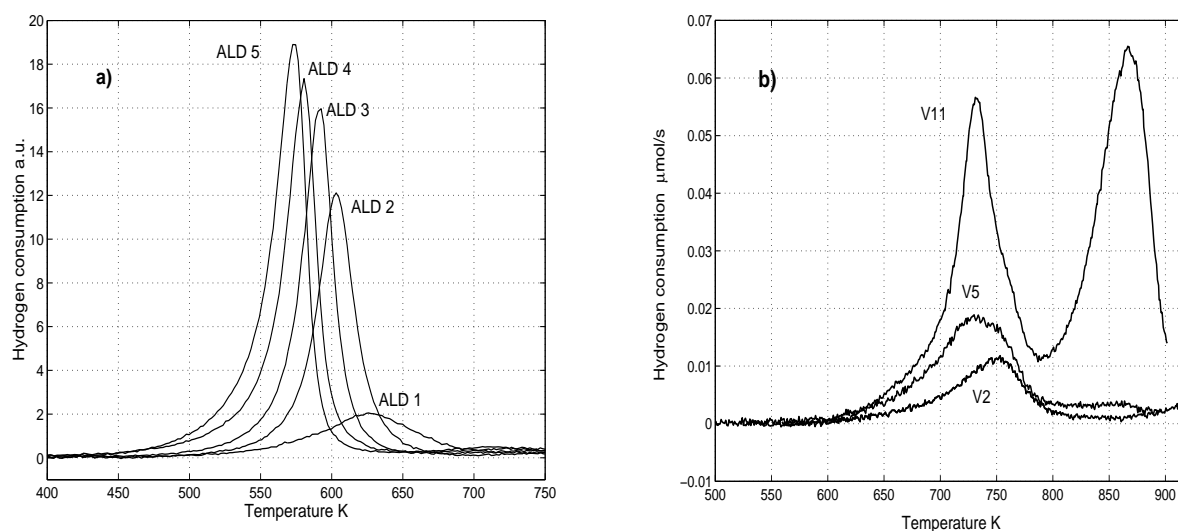 a)
ALD 5
ALD 4
ALD 3
ALD 2
ALD 1
Hydrogen consumption a.u.
20
18
16
14
12
10
8
6
4
2
0
400
450
500
550
600
650
700
750
Temperature K
b)
V11
V5
V2
Hydrogen consumption μmol/s
0.07
0.06
0.05
0.04
0.03
0.02
0.01
0
−0.01
500
550
600
650
700
750
800
850
900
Temperature K